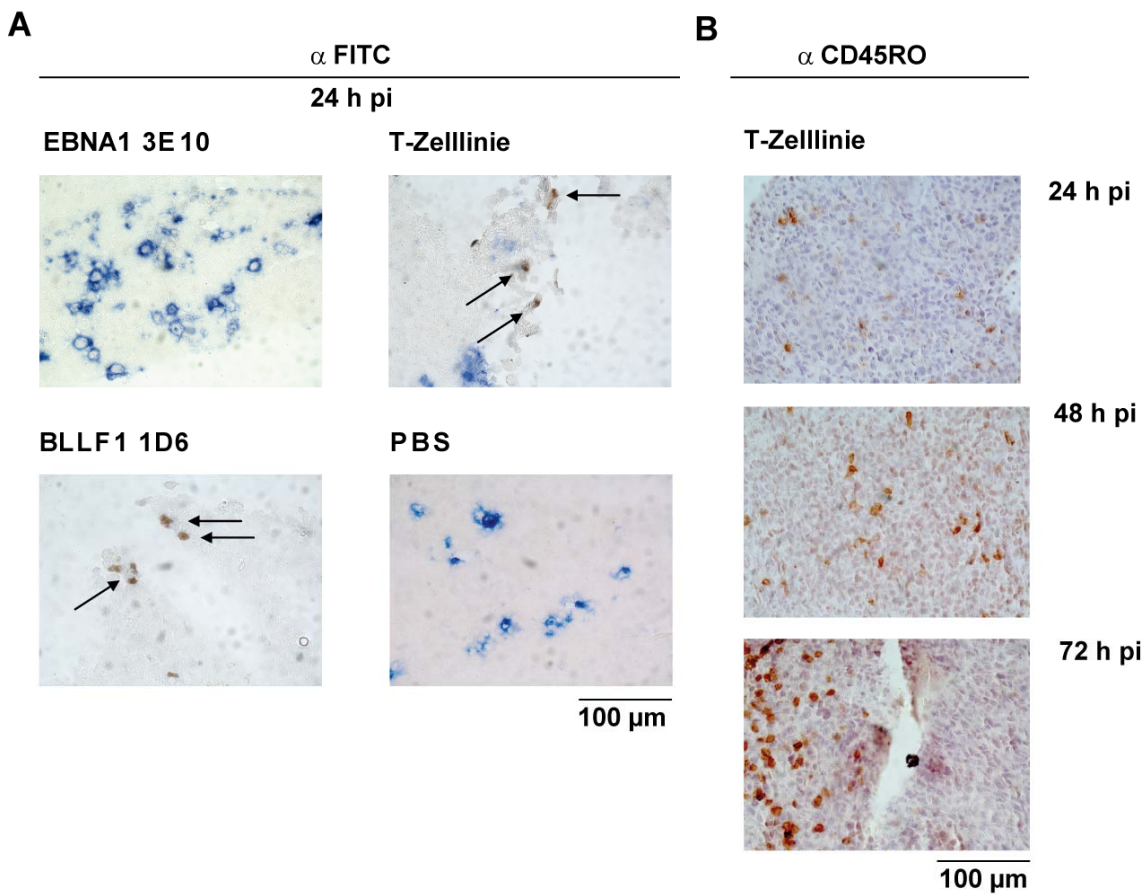 A
α FITC
24 h pi
EBNA1 3E10
T-Zelllinie
BLLF1 1D6
PBS
100 µm
B
α CD45RO
T-Zelllinie
24 h pi
48 h pi
72 h pi
100 µm